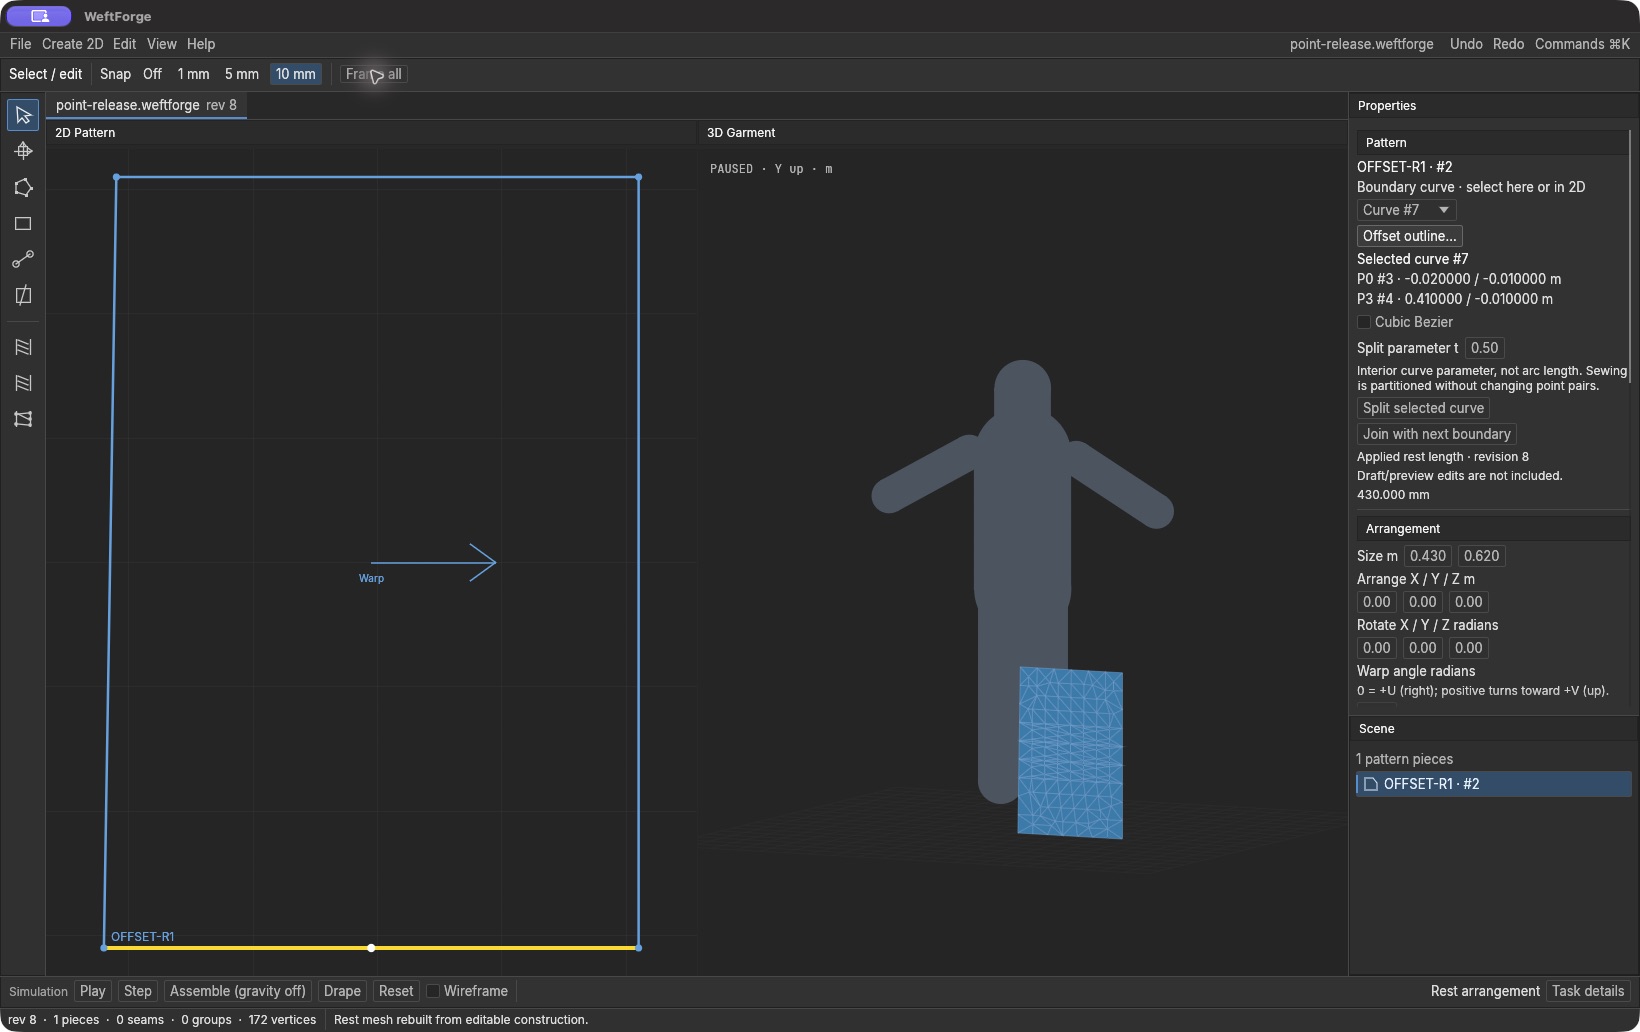 WeftForge
File Create 2D Edit View Help
point-release.weftforge Undo Redo Commands ⌘K
Select / edit Snap Off 1 mm 5 mm 10 mm Frame all
point-release.weftforge rev 8
2D Pattern
Warp
OFFSET-R1
3D Garment
PAUSED · Y up · m
Properties
Pattern
OFFSET-R1 · #2
Boundary curve · select here or in 2D
Curve #7
Offset outline...
Selected curve #7
P0 #3 · -0.020000 / -0.010000 m
P3 #4 · 0.410000 / -0.010000 m
Cubic Bezier
Split parameter t 0.50
Interior curve parameter, not arc length. Sewing
is partitioned without changing point pairs.
Split selected curve
Join with next boundary
Applied rest length · revision 8
Draft/preview edits are not included.
430.000 mm
Arrangement
Size m 0.430 0.620
Arrange X / Y / Z m
0.00 0.00 0.00
Rotate X / Y / Z radians
0.00 0.00 0.00
Warp angle radians
0 = +U (right); positive turns toward +V (up).
Scene
1 pattern pieces
OFFSET-R1 · #2
Simulation Play Step Assemble (gravity off) Drape Reset Wireframe
Rest arrangement Task details
rev 8 · 1 pieces · 0 seams · 0 groups · 172 vertices Rest mesh rebuilt from editable construction.